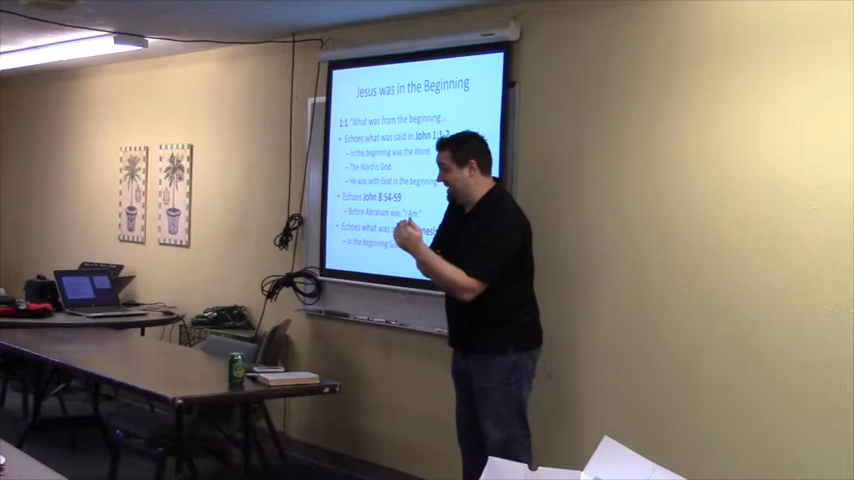 Jesus was in the Beginning
1:1 "What was from the beginning...
• Echoes what was said in John 1:1-2
– In the beginning was the Word
– The Word is God
– He was with God in the beginning
• Echoes John 8:54-59
– Before Abraham was "I Am"
• Echoes what was
– In the beginning